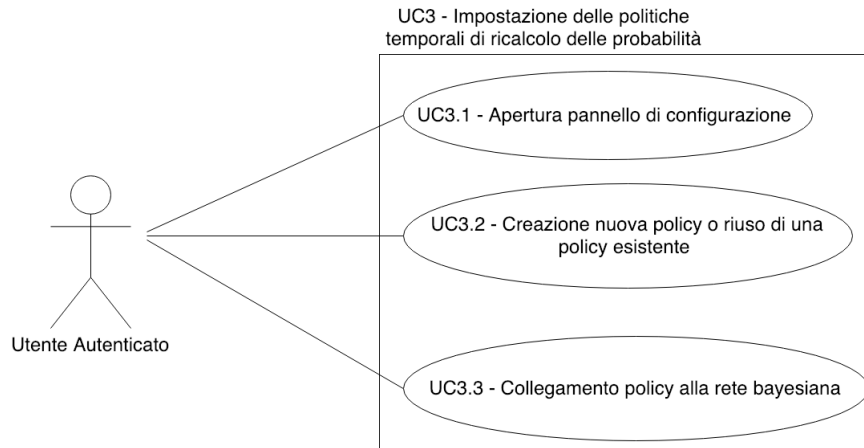 UC3 - Impostazione delle politiche
temporali di ricalcolo delle probabilità
UC3.1 - Apertura pannello di configurazione
UC3.2 - Creazione nuova policy o riuso di una
policy esistente
Utente Autenticato
UC3.3 - Collegamento policy alla rete bayesiana